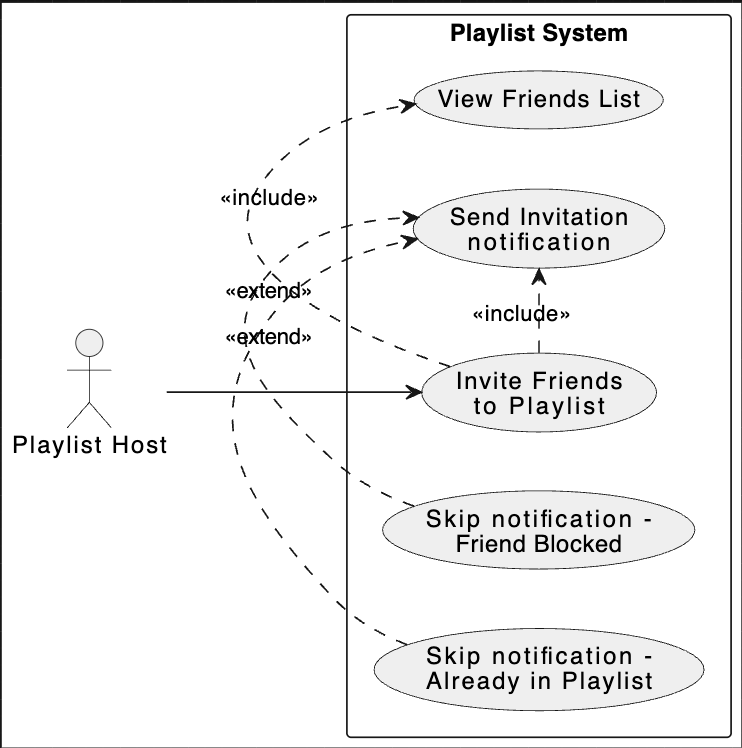 Playlist System
View Friends List
«include»
Send Invitation
notification
«extend»
«include»
«extend»
Invite Friends
to Playlist
Playlist Host
Skip notification -
Friend Blocked
Skip notification -
Already in Playlist